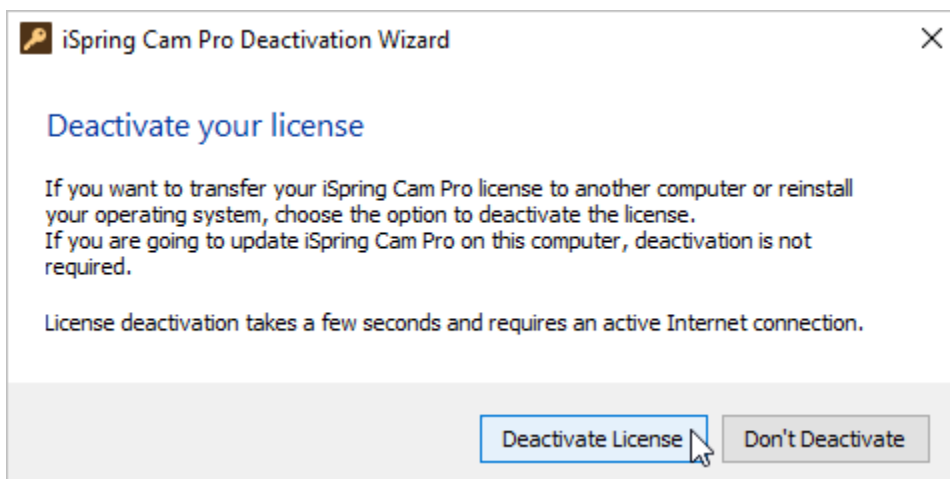 iSpring Cam Pro Deactivation Wizard
Deactivate your license
If you want to transfer your iSpring Cam Pro license to another computer or reinstall
your operating system, choose the option to deactivate the license.
If you are going to update iSpring Cam Pro on this computer, deactivation is not
required.
License deactivation takes a few seconds and requires an active Internet connection.
Deactivate License
Don't Deactivate